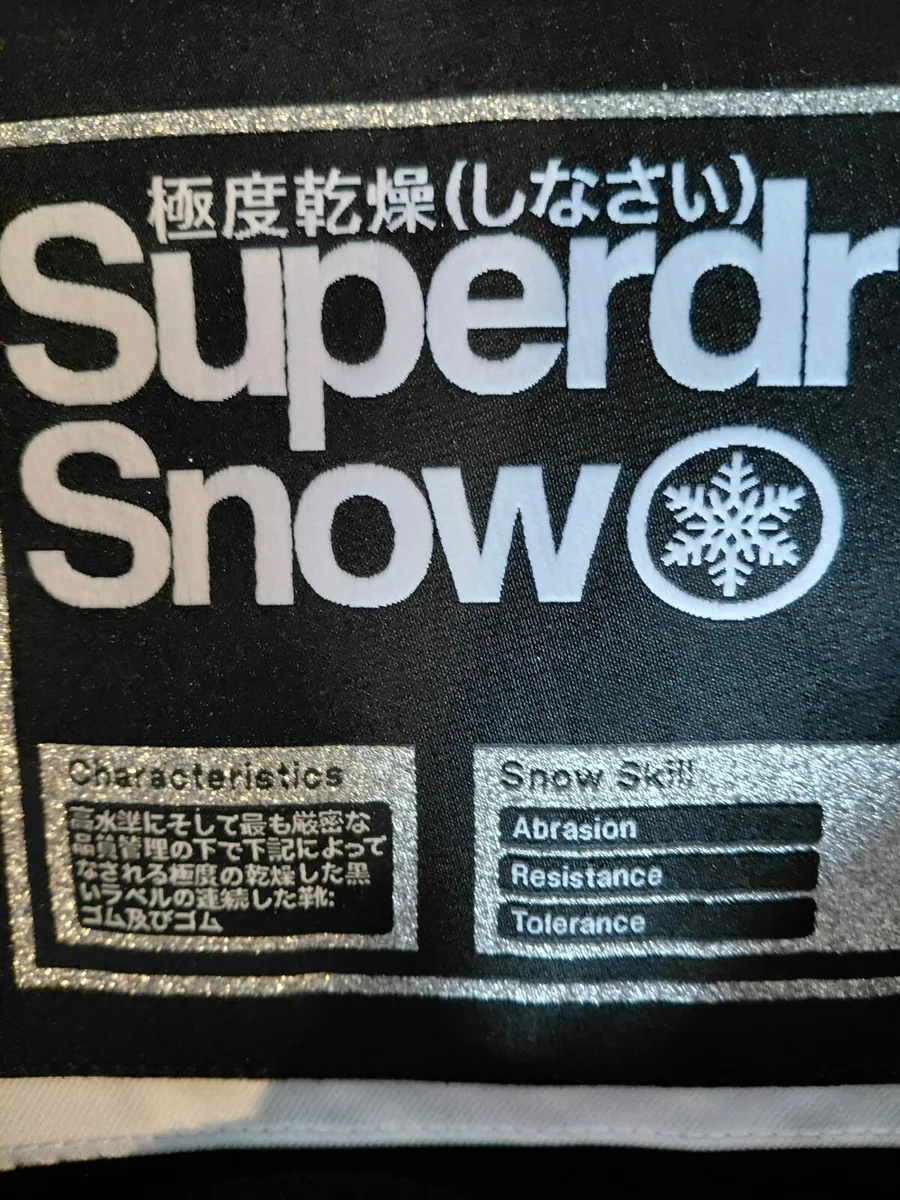 極度乾燥(しなさい)
Superdr
Snow
Characteristics
高水準にそして最も厳密な
品質管理の下で下記によって
なされる極度の乾燥した黒
いラベルの連続した靴:
ゴム及びゴム
Snow Skill
Abrasion
Resistance
Tolerance